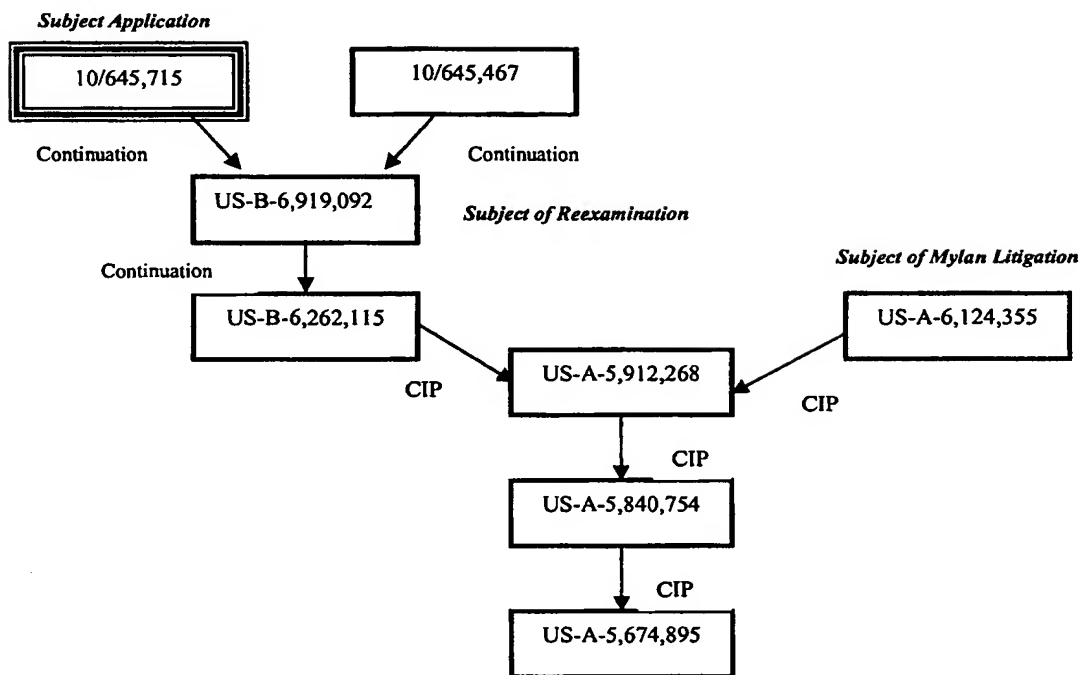 Subject Application
10/645,715
10/645,467
Continuation
Continuation
US-B-6,919,092
Subject of Reexamination
Continuation
Subject of Mylan Litigation
US-B-6,262,115
US-A-6,124,355
US-A-5,912,268
CIP
CIP
CIP
US-A-5,840,754
CIP
US-A-5,674,895